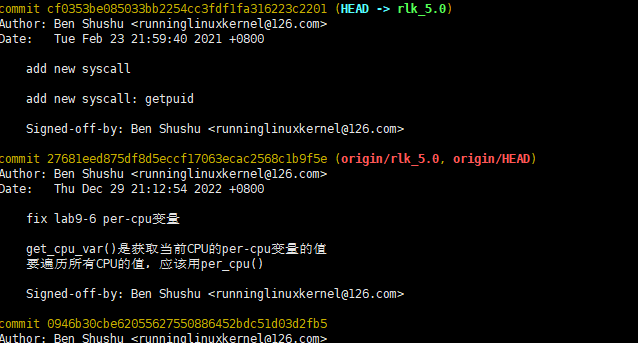 commit cf0353be085033bb2254cc3fdf1fa316223c2201 (HEAD -> rlk_5.0)
Author: Ben Shushu <runninglinuxkernel@126.com>
Date:   Tue Feb 23 21:59:40 2021 +0800
add new syscall
add new syscall: getpuid
Signed-off-by: Ben Shushu <runninglinuxkernel@126.com>
commit 27681eed875df8d5eccf17063ecac2568c1b9f5e (origin/rlk_5.0, origin/HEAD)
Author: Ben Shushu <runninglinuxkernel@126.com>
Date:   Thu Dec 29 21:12:54 2022 +0800
fix lab9-6 per-cpu变量
get_cpu_var()是获取当前CPU的per-cpu变量的值
要遍历所有CPU的值, 应该用per_cpu()
Signed-off-by: Ben Shushu <runninglinuxkernel@126.com>
commit 0946b30cbe62055627550886452bdc51d03d2fb5
Author: Ben Shushu <runninglinuxkernel@126.com>